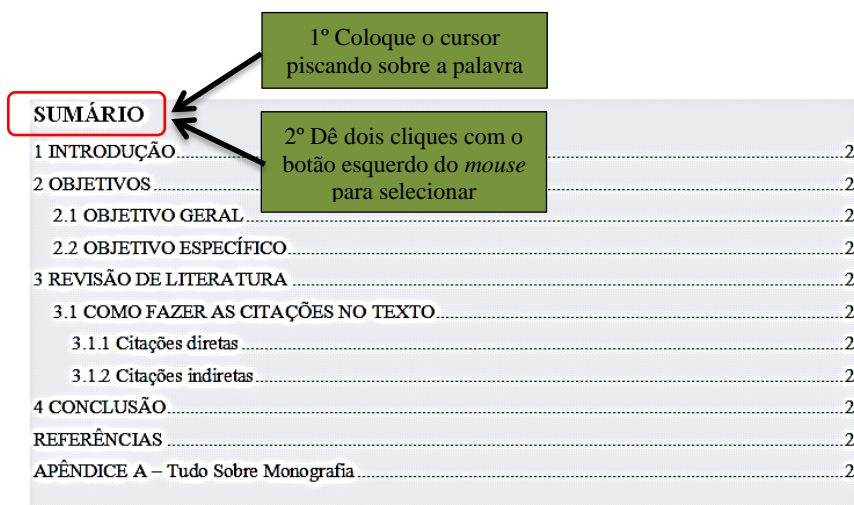 1º Coloque o cursor
piscando sobre a palavra
SUMÁRIO
2º Dê dois cliques com o
botão esquerdo do mouse
para selecionar
1 INTRODUÇÃO..........2
2 OBJETIVOS..........2
2.1 OBJETIVO GERAL..........2
2.2 OBJETIVO ESPECÍFICO..........2
3 REVISÃO DE LITERATURA..........2
3.1 COMO FAZER AS CITAÇÕES NO TEXTO..........2
3.1.1 Citações diretas..........2
3.1.2 Citações indiretas..........2
4 CONCLUSÃO..........2
REFERÊNCIAS..........2
APÊNDICE A – Tudo Sobre Monografia..........2